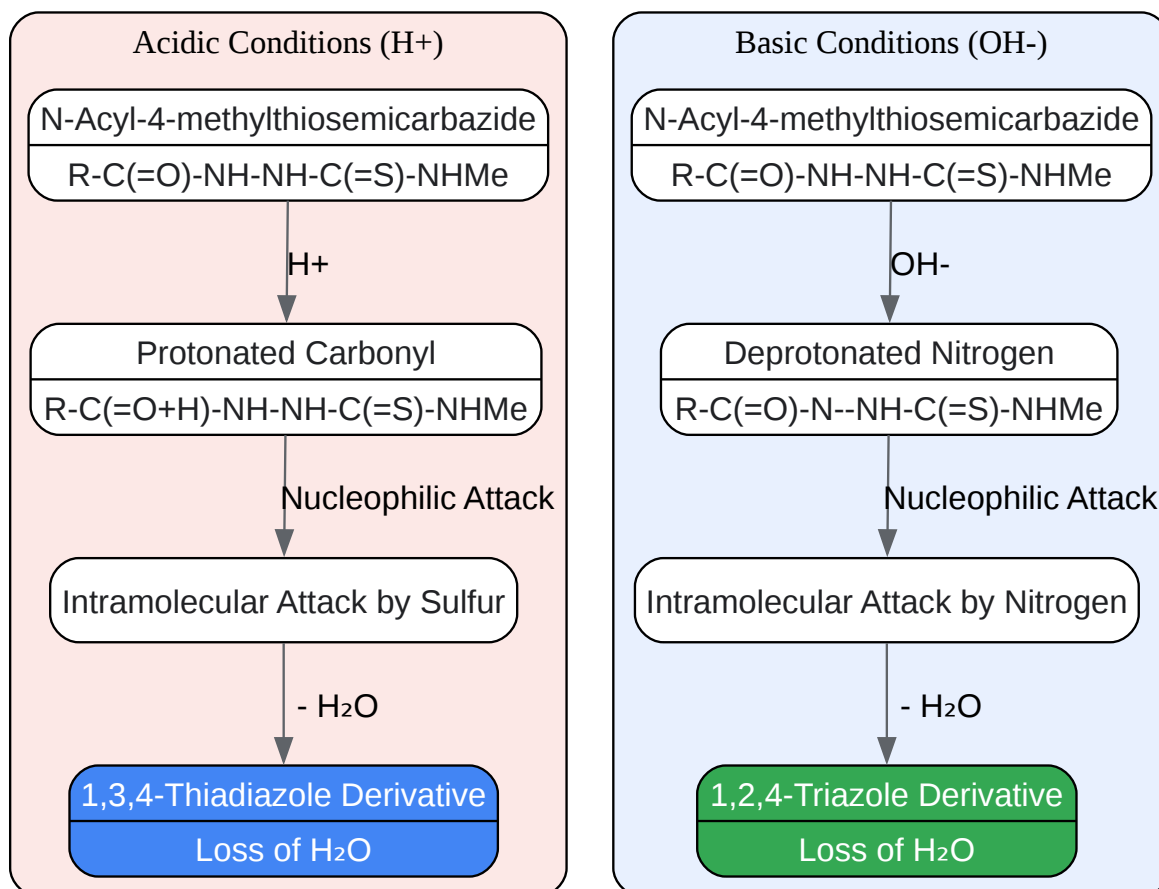 Acidic Conditions (H+)
N-Acyl-4-methylthiosemicarbazide
R-C(=O)-NH-NH-C(=S)-NHMe
H+
Protonated Carbonyl
R-C(=O+H)-NH-NH-C(=S)-NHMe
Nucleophilic Attack
Intramolecular Attack by Sulfur
- H₂O
1,3,4-Thiadiazole Derivative
Loss of H₂O
Basic Conditions (OH-)
N-Acyl-4-methylthiosemicarbazide
R-C(=O)-NH-NH-C(=S)-NHMe
OH-
Deprotonated Nitrogen
R-C(=O)-N--NH-C(=S)-NHMe
Nucleophilic Attack
Intramolecular Attack by Nitrogen
- H₂O
1,2,4-Triazole Derivative
Loss of H₂O